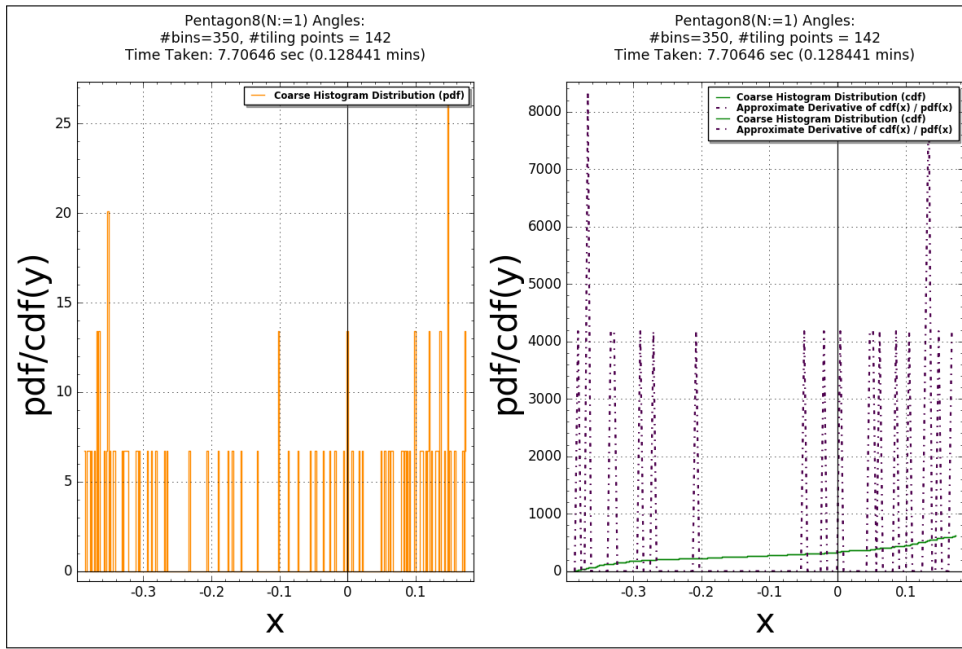 Pentagon8(N:=1) Angles:
#bins=350, #tiling points = 142
Time Taken: 7.70646 sec (0.128441 mins)
Coarse Histogram Distribution (pdf)
25
20
15
10
5
0
pdf/cdf(y)
-0.3
-0.2
-0.1
0
0.1
x
Pentagon8(N:=1) Angles:
#bins=350, #tiling points = 142
Time Taken: 7.70646 sec (0.128441 mins)
Coarse Histogram Distribution (cdf)
Approximate Derivative of cdf(x) / pdf(x)
Coarse Histogram Distribution (cdf)
Approximate Derivative of cdf(x) / pdf(x)
8000
7000
6000
5000
4000
3000
2000
1000
0
pdf/cdf(y)
-0.3
-0.2
-0.1
0
0.1
x